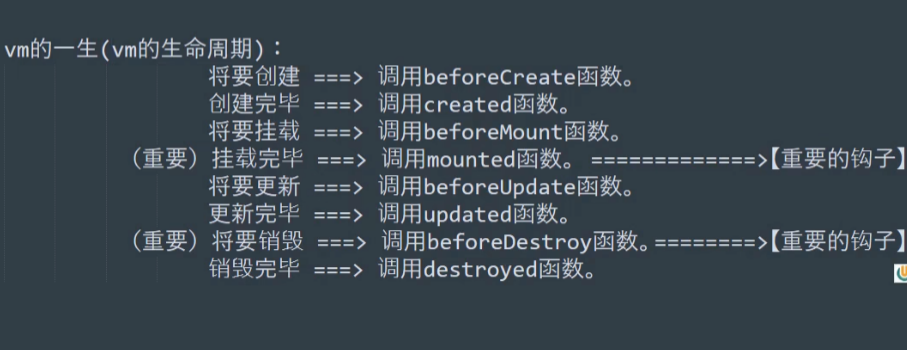 vm的一生(vm的生命周期)：
将要创建 ===> 调用beforeCreate函数。
创建完毕 ===> 调用created函数。
将要挂载 ===> 调用beforeMount函数。
（重要）挂载完毕 ===> 调用mounted函数。 =============>【重要的钩子】
将要更新 ===> 调用beforeUpdate函数。
更新完毕 ===> 调用updated函数。
（重要）将要销毁 ===> 调用beforeDestroy函数。========>【重要的钩子】
销毁完毕 ===> 调用destroyed函数。